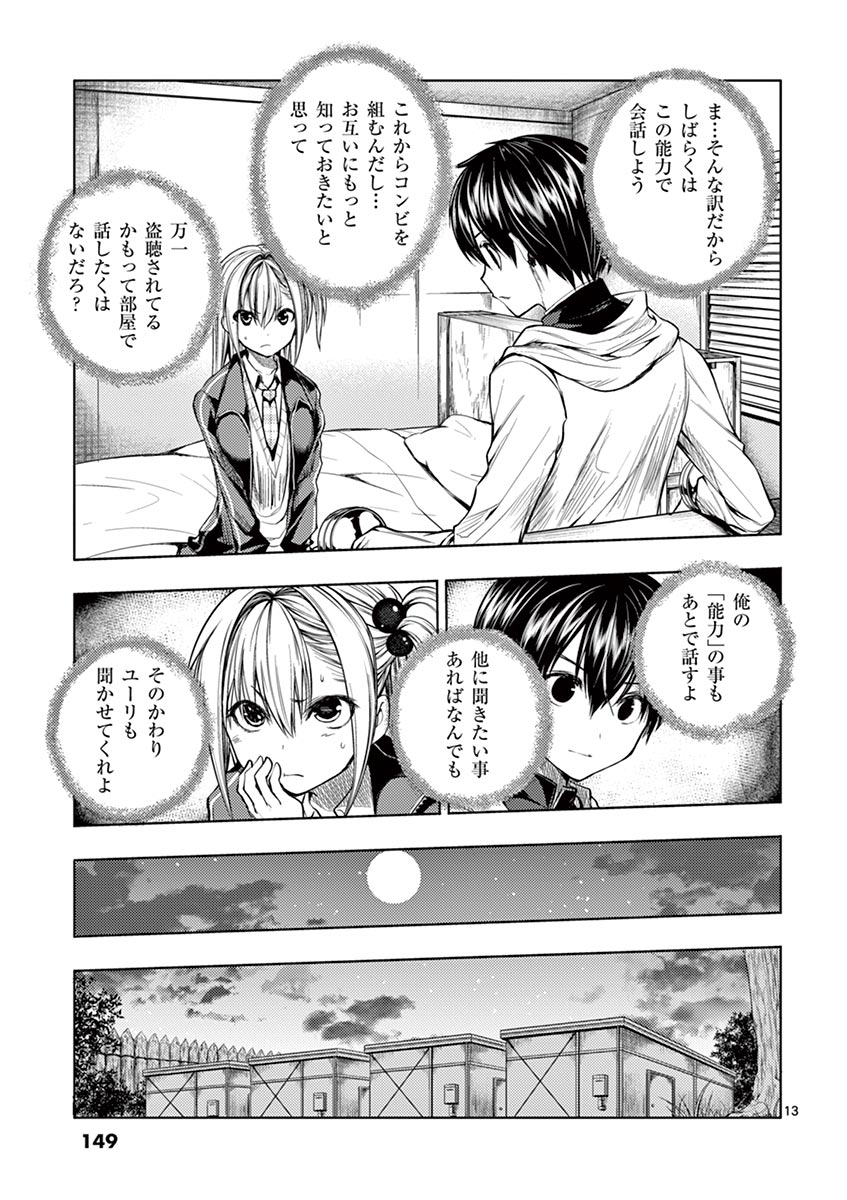 ま…そんな訳だから
しばらくは
この能力で
会話しよう
これからコンビを
組むんだし…
お互いにもっと
知っておきたいと
思って
万一
盗聴されてる
かもって部屋で
話したくは
ないだろ？
俺の
「能力」の事も
あとで話すよ
他に聞きたい事
あればなんでも
そのかわり
ユーリも
聞かせてくれよ
13
149